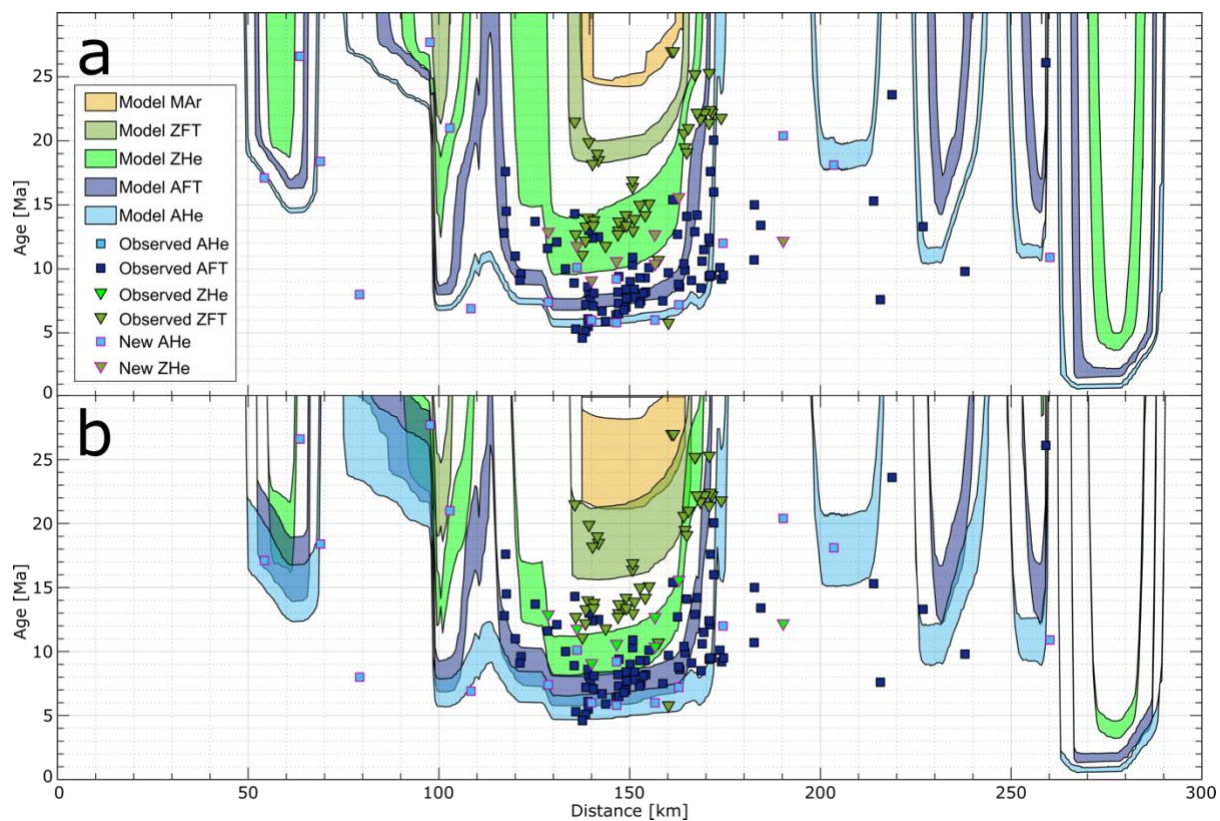 a
Model MAr
Model ZFT
Model ZHe
Model AFT
Model AHe
Observed AHe
Observed AFT
Observed ZHe
Observed ZFT
New AHe
New ZHe
Age [Ma]
25
20
15
10
5
0
b
Age [Ma]
25
20
15
10
5
0
0 50 100 150 200 250 300
Distance [km]